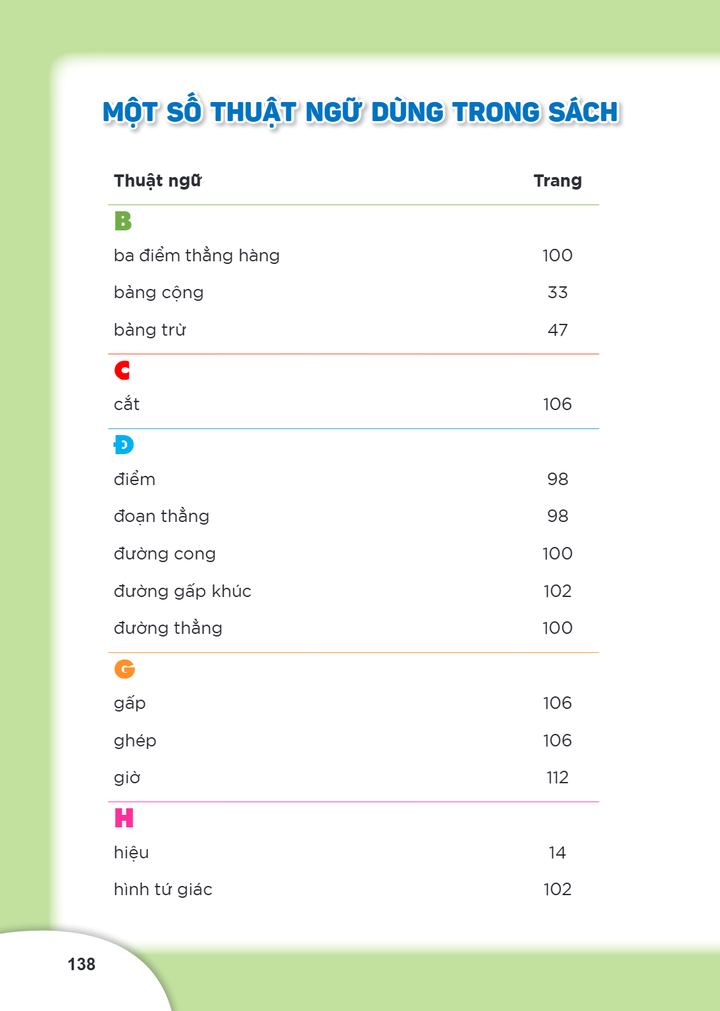 MỘT SỐ THUẬT NGỮ DÙNG TRONG SÁCH
Thuật ngữ Trang
B
ba điểm thẳng hàng 100
bảng cộng 33
bảng trừ 47
C
cắt 106
Đ
điểm 98
đoạn thẳng 98
đường cong 100
đường gấp khúc 102
đường thẳng 100
G
gấp 106
ghép 106
giờ 112
H
hiệu 14
hình tứ giác 102
138